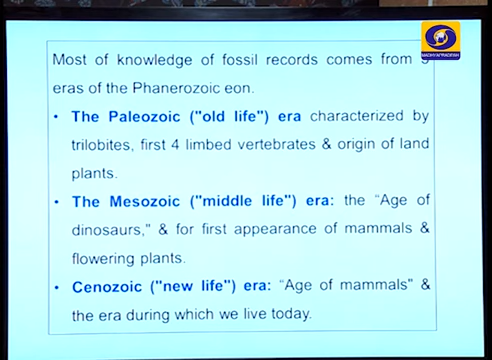 MADHYAPRADESH
Most of knowledge of fossil records comes from
eras of the Phanerozoic eon.
• The Paleozoic ("old life") era characterized by
trilobites, first 4 limbed vertebrates & origin of land
plants.
• The Mesozoic ("middle life") era: the “Age of
dinosaurs," & for first appearance of mammals &
flowering plants.
• Cenozoic ("new life") era: “Age of mammals" &
the era during which we live today.